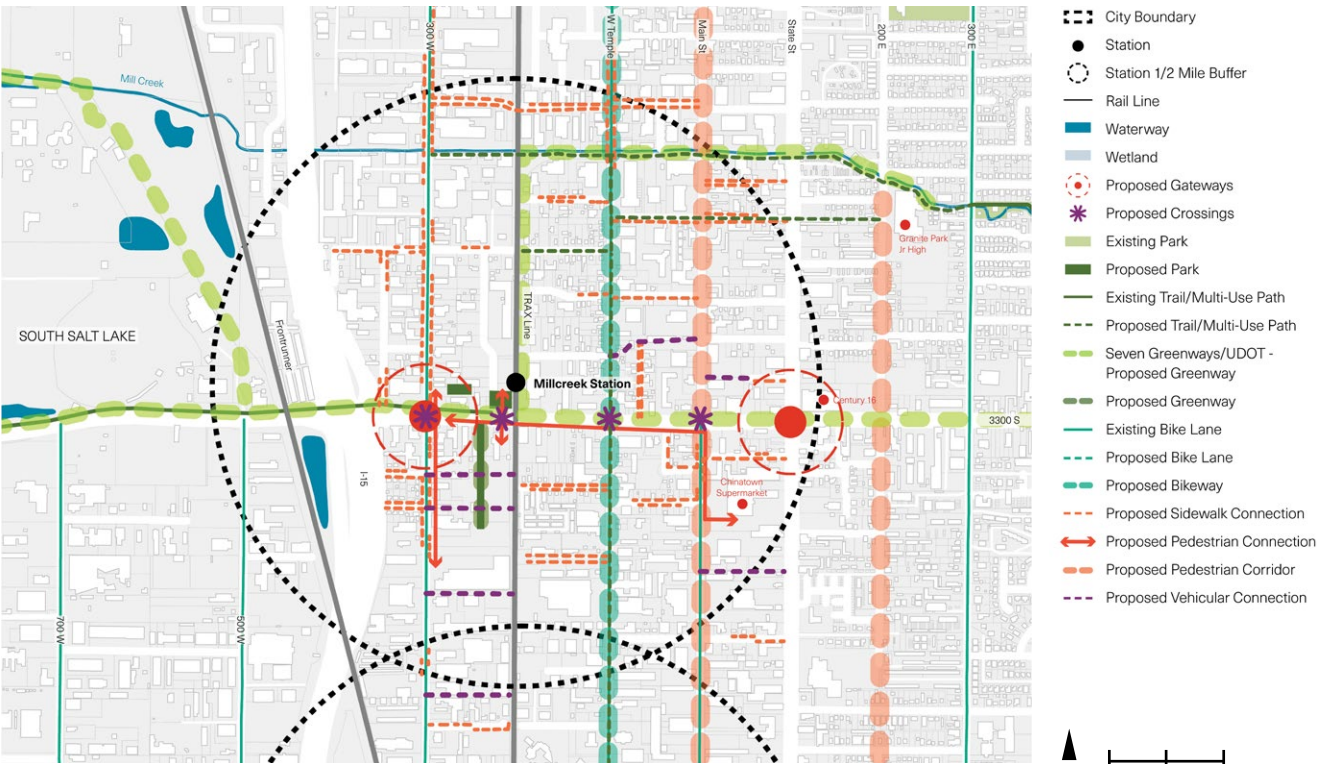 300 W
W Temple
Main St
State St
200 E
300 E
Mill Creek
Granite Park
Jr High
SOUTH SALT LAKE
Frontrunner
TRAX Line
Millcreek Station
Century 16
3300 S
I-15
Chinatown
Supermarket
700 W
500 W
City Boundary
Station
Station 1/2 Mile Buffer
Rail Line
Waterway
Wetland
Proposed Gateways
Proposed Crossings
Existing Park
Proposed Park
Existing Trail/Multi-Use Path
Proposed Trail/Multi-Use Path
Seven Greenways/UDOT -
Proposed Greenway
Proposed Greenway
Existing Bike Lane
Proposed Bike Lane
Proposed Bikeway
Proposed Sidewalk Connection
Proposed Pedestrian Connection
Proposed Pedestrian Corridor
Proposed Vehicular Connection